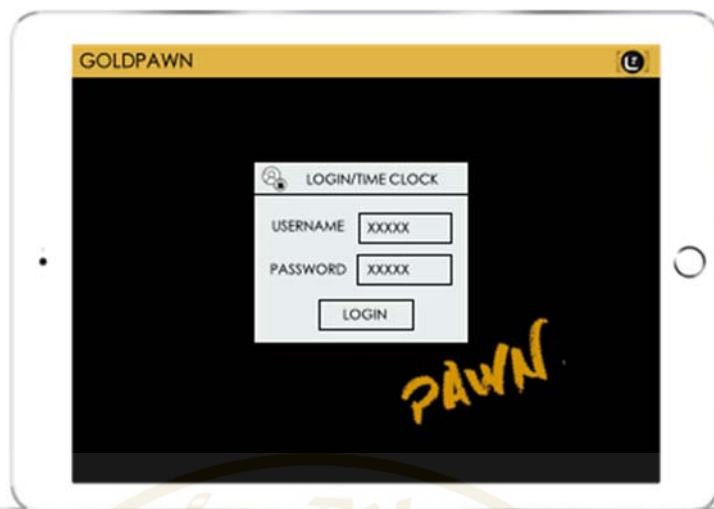 GOLDPAWN
LOGIN/TIME CLOCK
USERNAME XXXXX
PASSWORD XXXXX
LOGIN
PAWN.